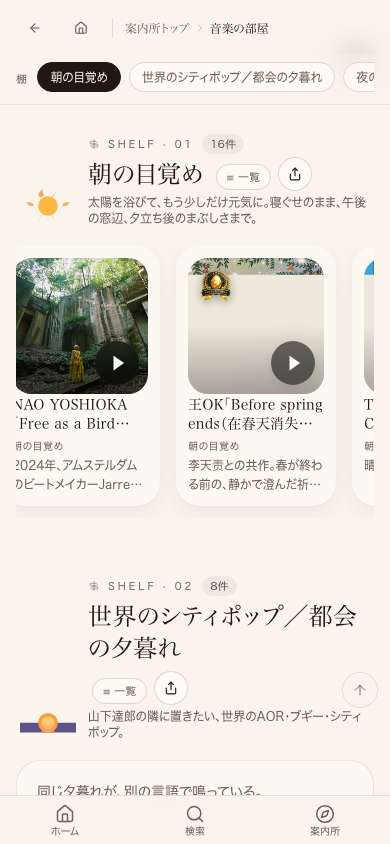 案内所トップ › 音楽の部屋
棚 朝の目覚め 世界のシティポップ／都会の夕暮れ
SHELF · 01 16件
朝の目覚め ≡ 一覧
太陽を浴びて、もう少しだけ元気に。寝ぐせのまま、午後
の窓辺、夕立ち後のまぶしさまで。
NAO YOSHIOKA
「Free as a Bird…
朝の目覚め
2024年、アムステルダム
のビートメイカーJarre…
王OK「Before spring
ends（在春天消失…
朝の目覚め
李天责との共作。春が終わ
る前の、静かで澄んだ祈…
SHELF · 02 8件
世界のシティポップ／都会
の夕暮れ
≡ 一覧
山下達郎の隣に置きたい、世界のAOR・ブギー・シティ
ポップ。
同じ夕暮れが、別の言語で鳴っている。
ホーム 検索 案内所